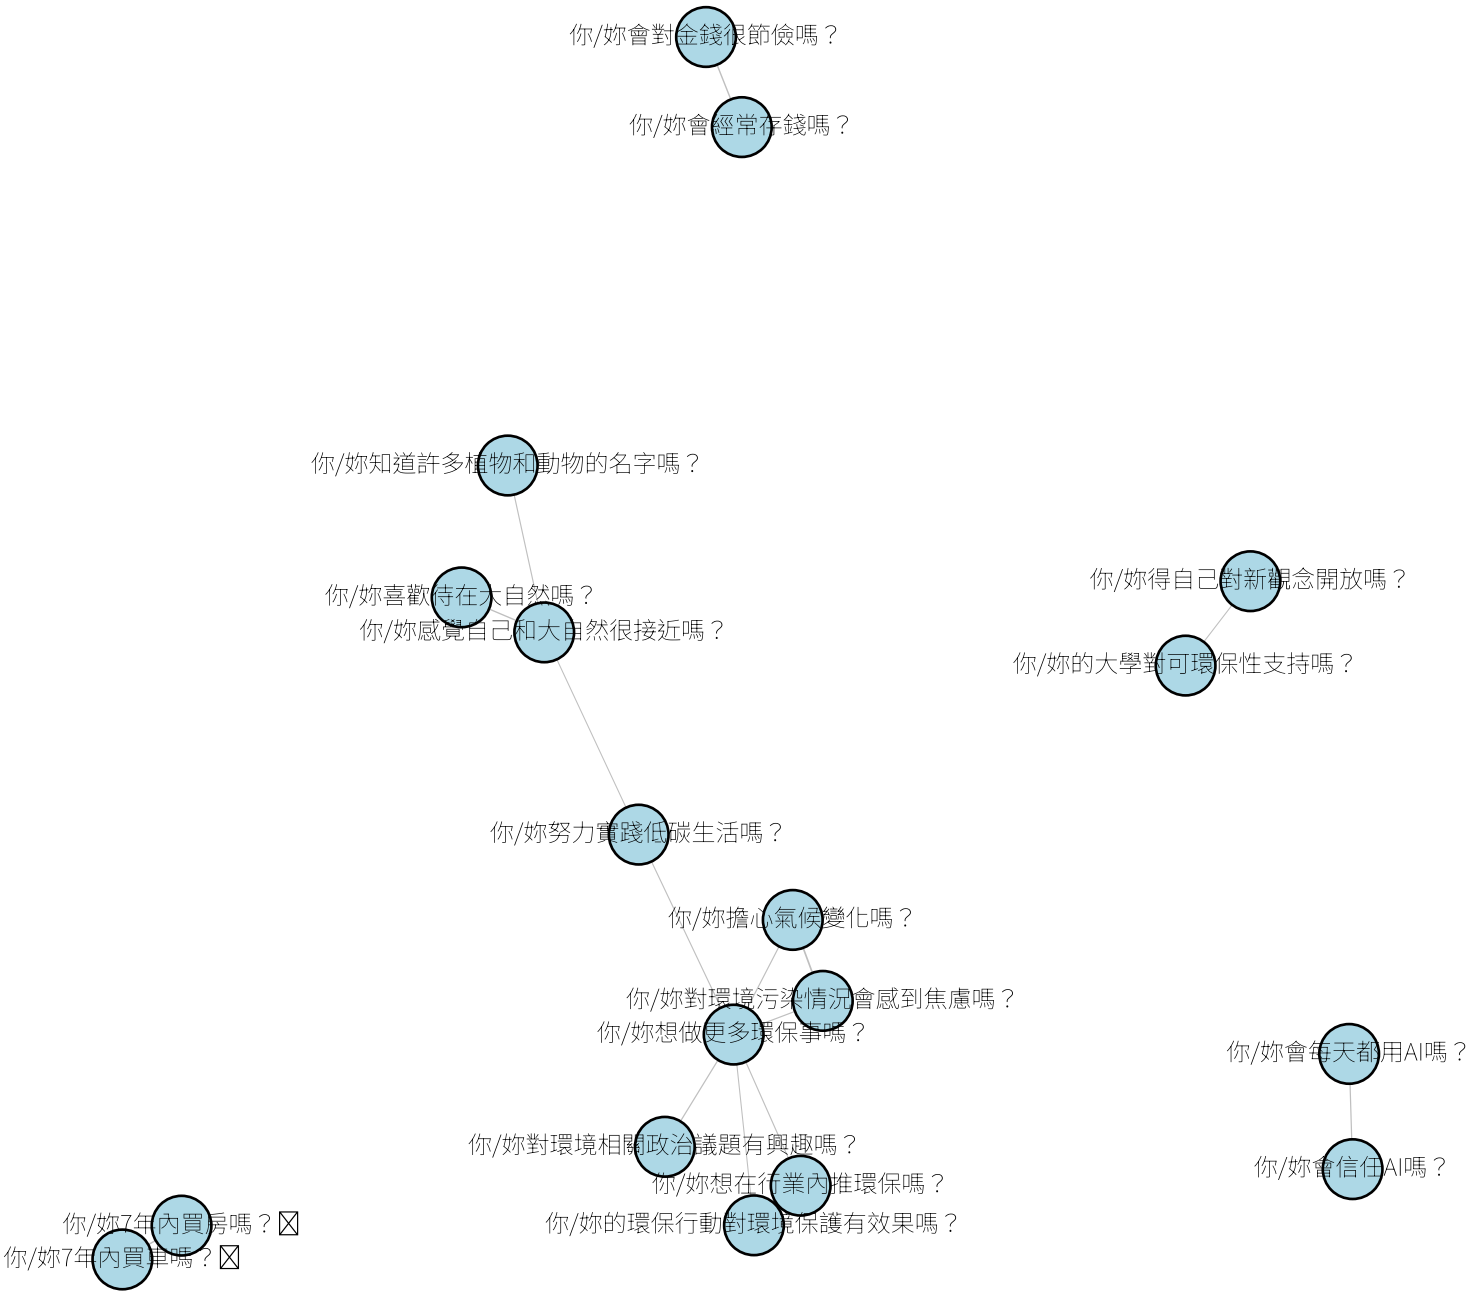 你/妳會對金錢很節儉嗎？
你/妳會經常存錢嗎？
你/妳知道許多植物和動物的名字嗎？
你/妳得自己對新觀念開放嗎？
你/妳喜歡待在大自然嗎？
你/妳感覺自己和大自然很接近嗎？
你/妳的大學對可環保性支持嗎？
你/妳努力實踐低碳生活嗎？
你/妳擔心氣候變化嗎？
你/妳對環境污染情況會感到焦慮嗎？
你/妳想做更多環保事嗎？
你/妳會每天都用AI嗎？
你/妳對環境相關政治議題有興趣嗎？
你/妳會信任AI嗎？
你/妳想在行業內推環保嗎？
你/妳7年內買房嗎？
你/妳的環保行動對環境保護有效果嗎？
你/妳7年內買車嗎？